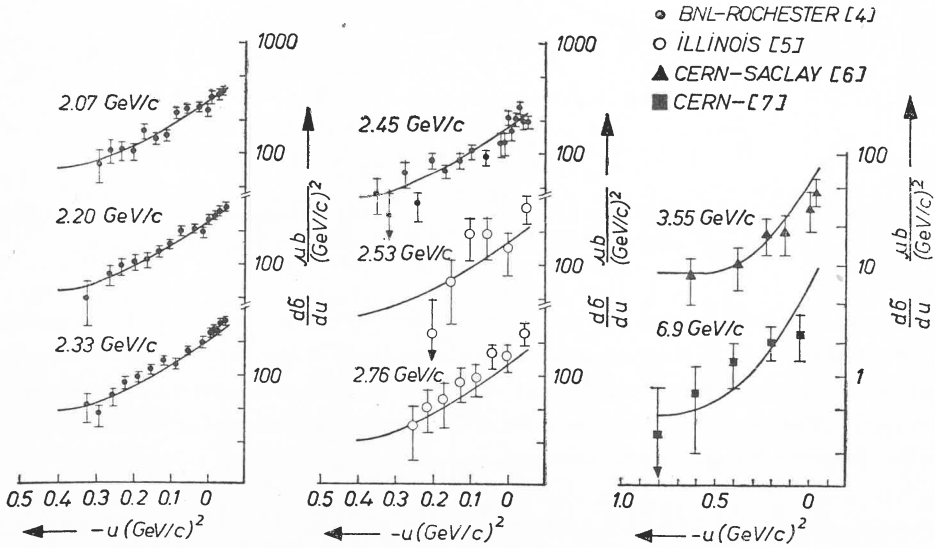 ● BNL-ROCHESTER [4]
○ ILLINOIS [5]
▲ CERN-SACLAY [6]
■ CERN-[7]
1000
2.07 GeV/c
100
2.20 GeV/c
100
2.33 GeV/c
100
0.5 0.4 0.3 0.2 0.1 0
-u (GeV/c)²
dσ/du μb/(GeV/c)²
1000
2.45 GeV/c
100
2.53 GeV/c
100
2.76 GeV/c
100
0.5 0.4 0.3 0.2 0.1 0
-u (GeV/c)²
dσ/du μb/(GeV/c)²
100
3.55 GeV/c
10
6.9 GeV/c
1
1.0 0.5 0
-u (GeV/c)²
dσ/du μb/(GeV/c)²